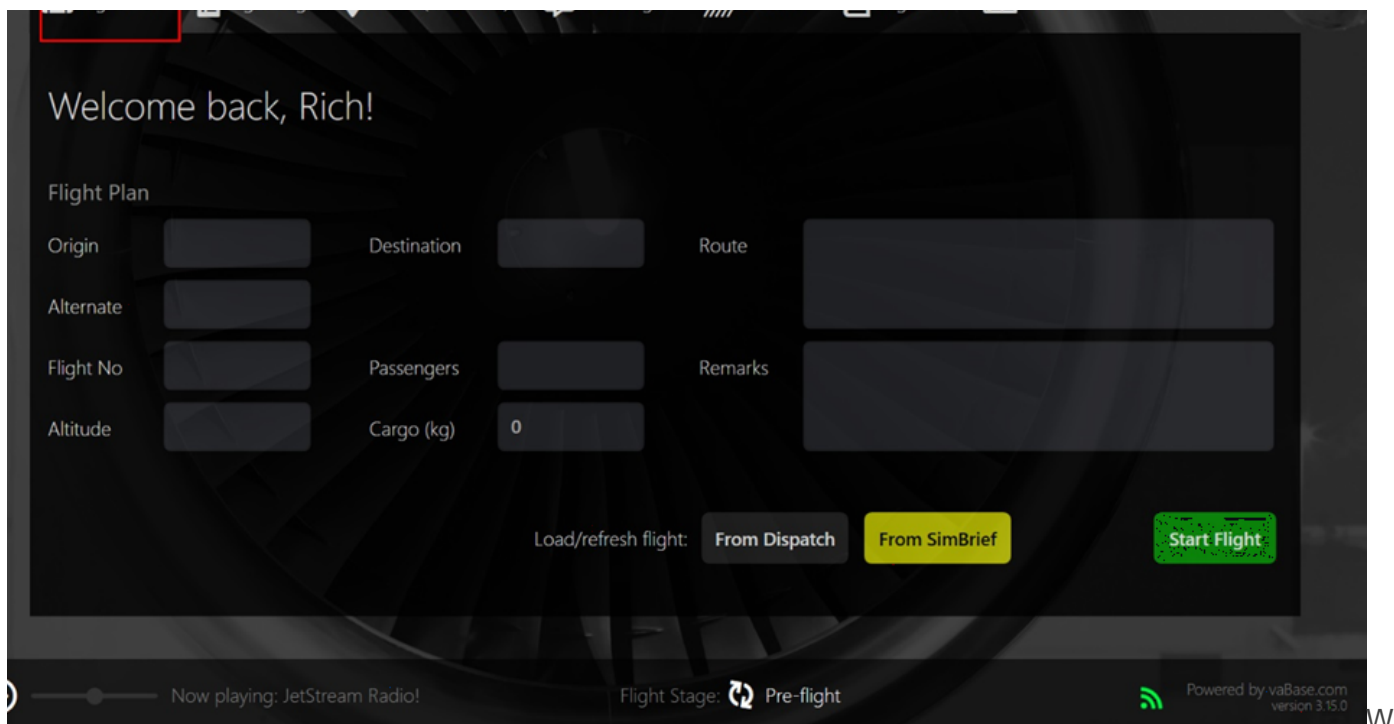 Welcome back, Rich!
Flight Plan
Origin Destination Route
Alternate
Flight No Passengers Remarks
Altitude Cargo (kg) 0
Load/refresh flight: From Dispatch From SimBrief Start Flight
Now playing: JetStream Radio! Flight Stage: Pre-flight Powered by vaBase.com
version 3.15.0
W